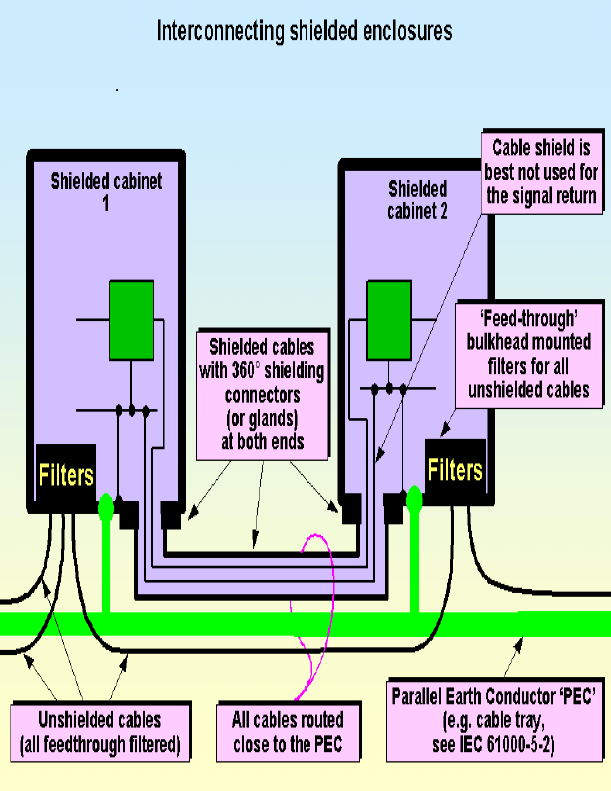 Interconnecting shielded enclosures
Cable shield is
best not used for
the signal return
Shielded cabinet
1
Shielded
cabinet 2
'Feed-through'
bulkhead mounted
filters for all
unshielded cables
Shielded cables
with 360° shielding
connectors
(or glands)
at both ends
Filters
Filters
Unshielded cables
(all feedthrough filtered)
All cables routed
close to the PEC
Parallel Earth Conductor 'PEC'
(e.g. cable tray,
see IEC 61000-5-2)